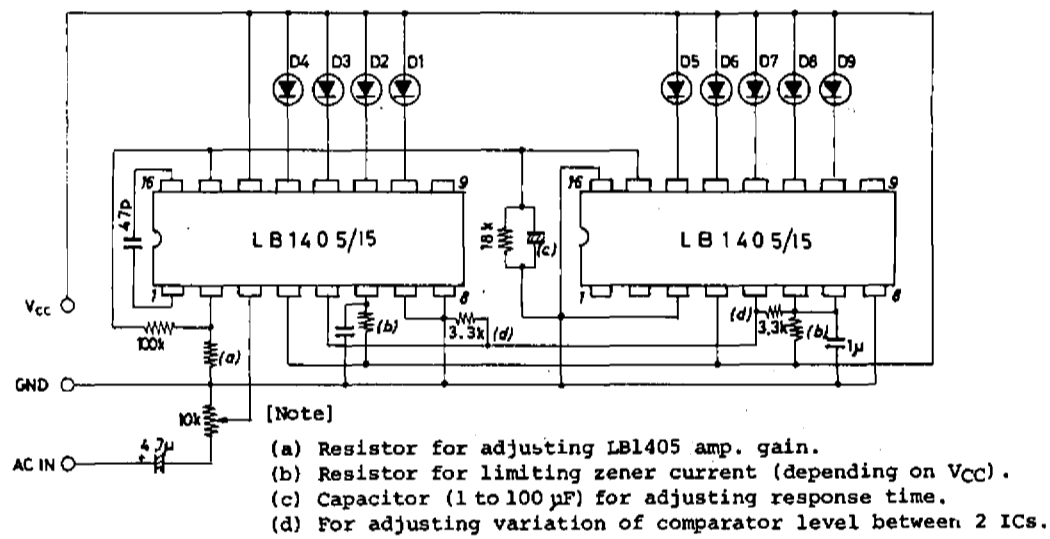 D4 D3 D2 D1 D5 D6 D7 D8 D9
16 9 16 9
47p
LB1405/15 18k (c) LB1405/15
1 8 1 8
VCC
100k (a) (b) 3.3k (d) (d) 3.3k (b) 1μ
GND
10k
[Note]
4.7μ
+
AC IN
(a) Resistor for adjusting LB1405 amp. gain.
(b) Resistor for limiting zener current (depending on VCC).
(c) Capacitor (1 to 100 μF) for adjusting response time.
(d) For adjusting variation of comparator level between 2 ICs.